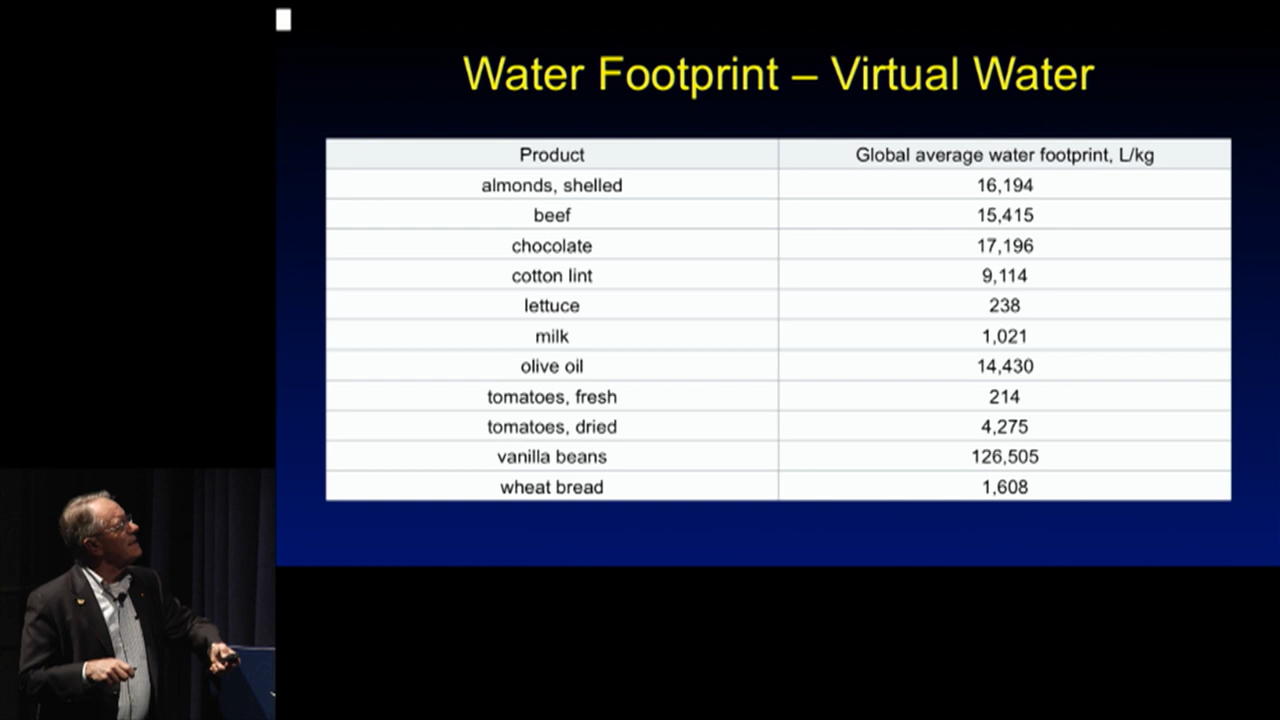 Water Footprint – Virtual Water
Product Global average water footprint, L/kg
almonds, shelled 16,194
beef 15,415
chocolate 17,196
cotton lint 9,114
lettuce 238
milk 1,021
olive oil 14,430
tomatoes, fresh 214
tomatoes, dried 4,275
vanilla beans 126,505
wheat bread 1,608